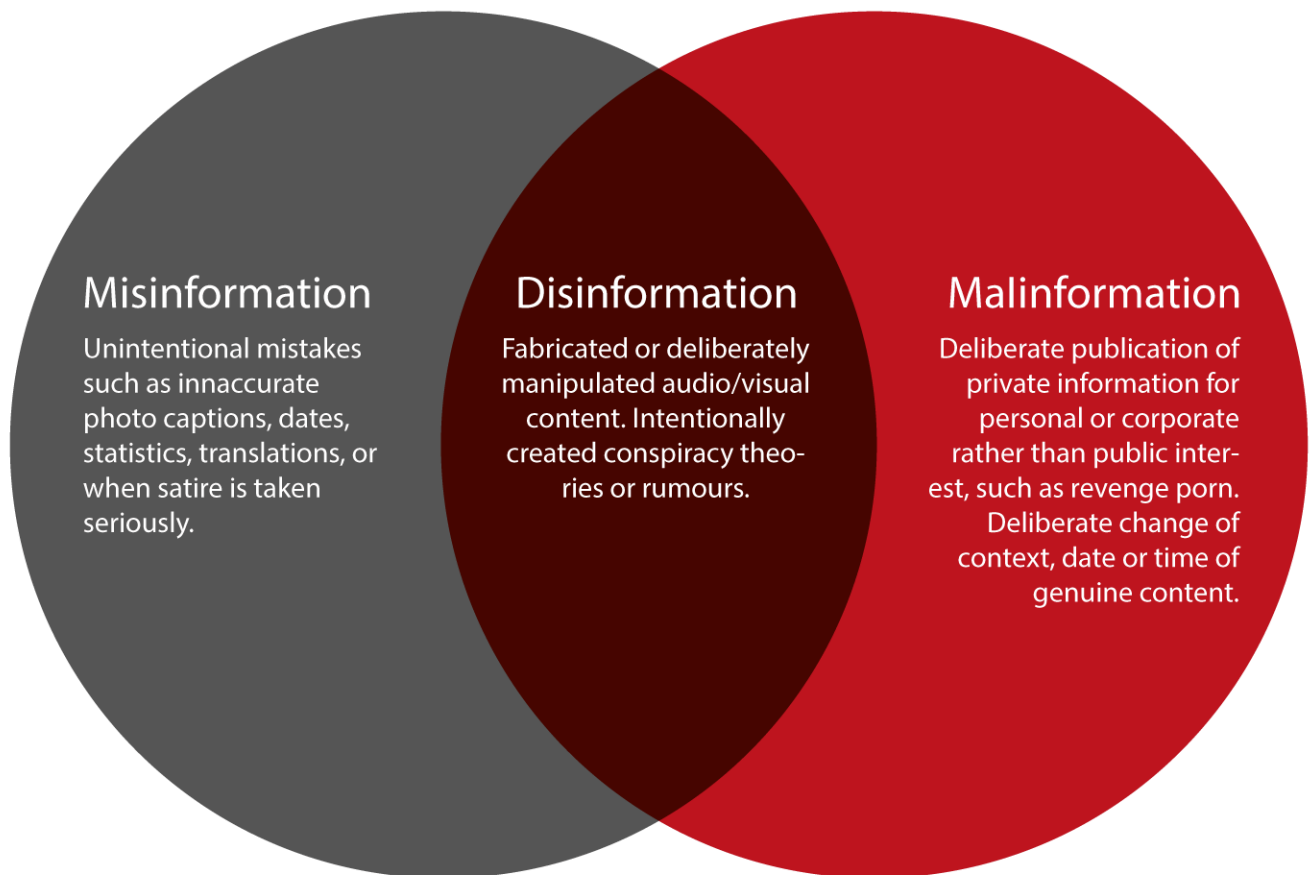 Misinformation
Unintentional mistakes
such as innaccurate
photo captions, dates,
statistics, translations, or
when satire is taken
seriously.
Disinformation
Fabricated or deliberately
manipulated audio/visual
content. Intentionally
created conspiracy theo-
ries or rumours.
Malinformation
Deliberate publication of
private information for
personal or corporate
rather than public inter-
est, such as revenge porn.
Deliberate change of
context, date or time of
genuine content.